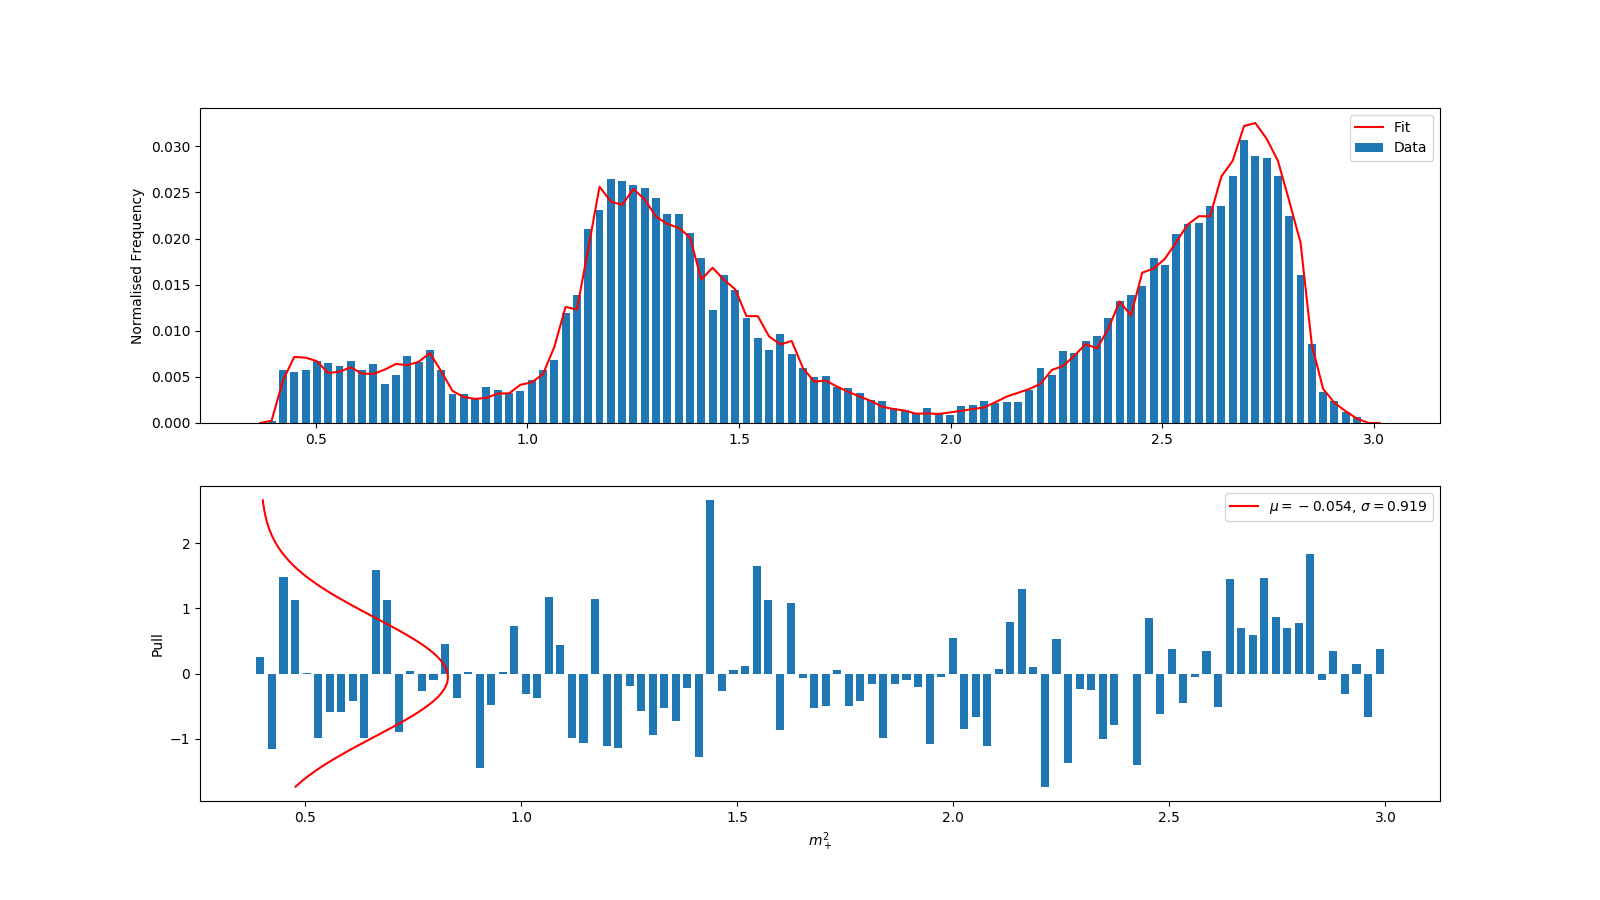 Normalised Frequency
0.030
0.025
0.020
0.015
0.010
0.005
0.000
0.5 1.0 1.5 2.0 2.5 3.0
Fit
Data
Pull
2
1
0
−1
0.5 1.0 1.5 2.0 2.5 3.0
μ = −0.054, σ = 0.919
m²₊